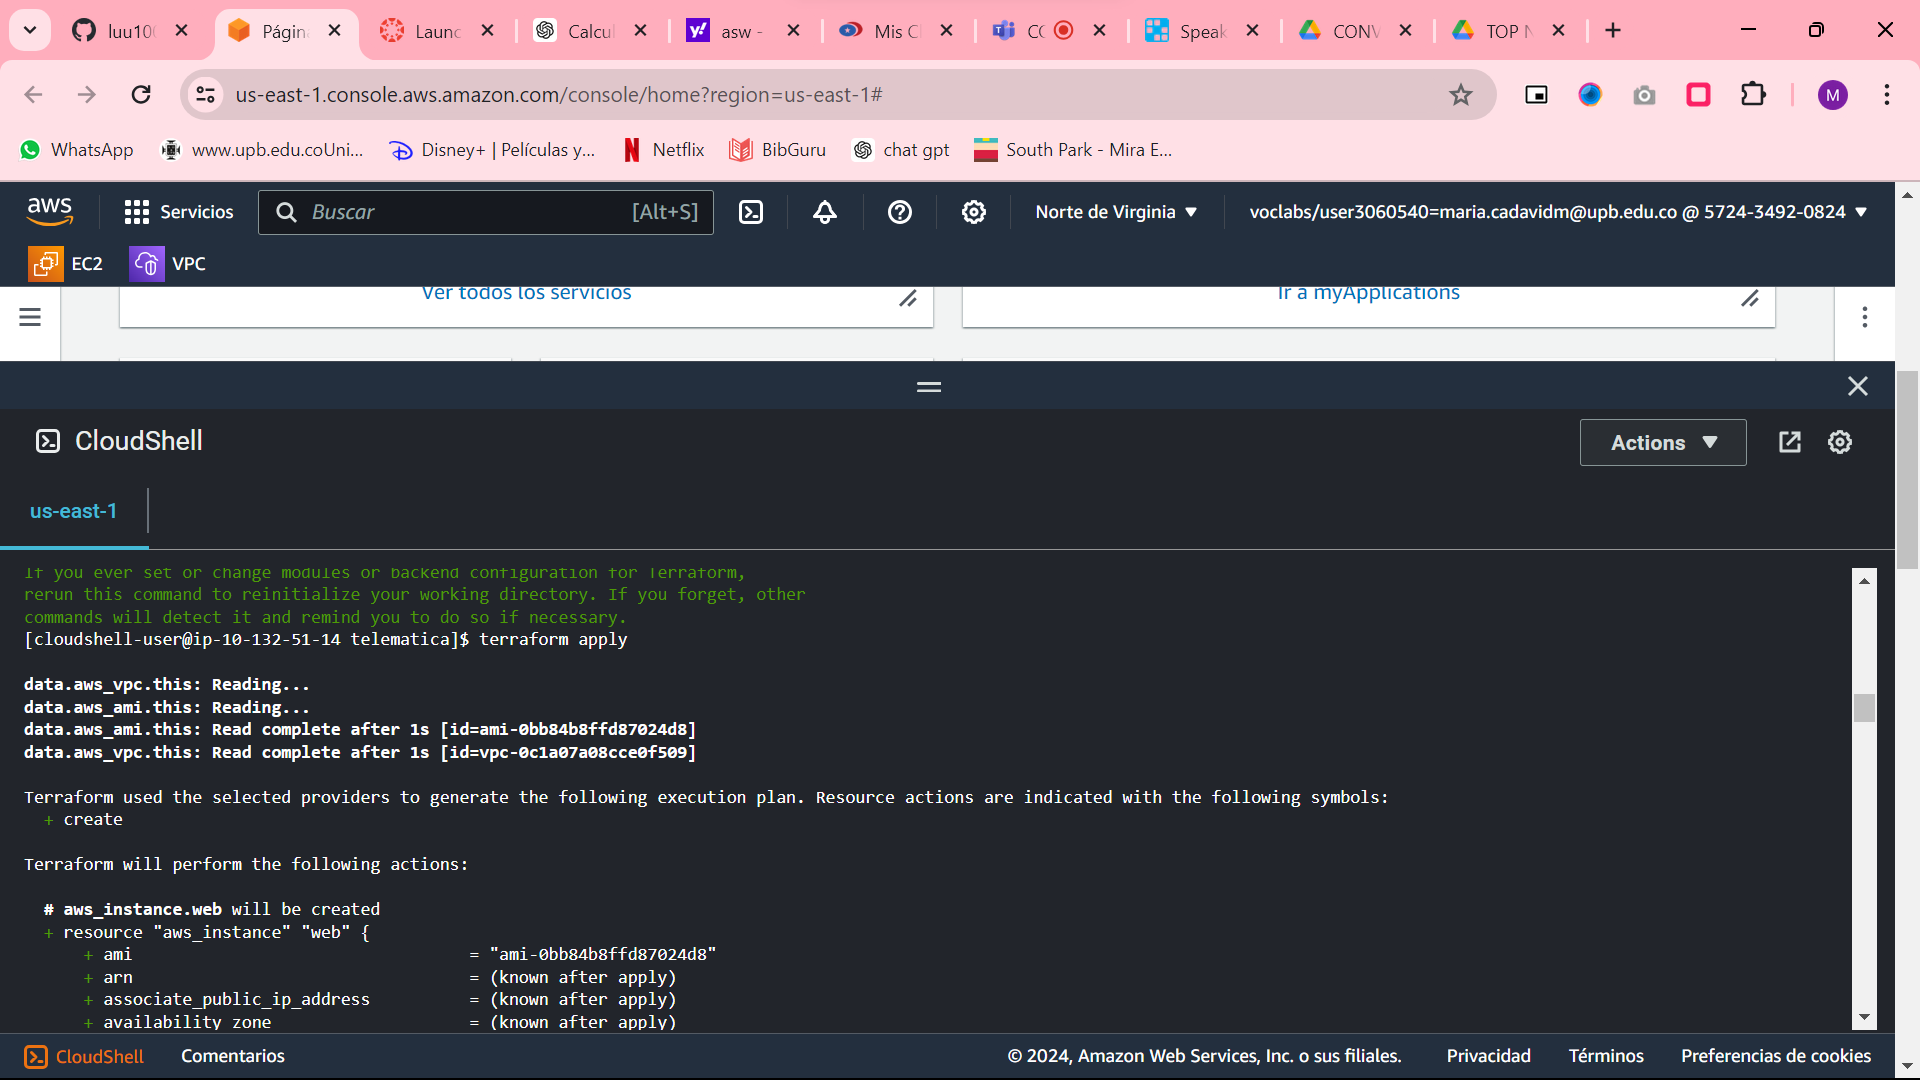 luu10
Págin
Launc
Calcul
asw -
Mis C
CO
Speak
CONV
TOP N
us-east-1.console.aws.amazon.com/console/home?region=us-east-1#
M
WhatsApp
www.upb.edu.coUni...
Disney+ | Películas y...
Netflix
BibGuru
chat gpt
South Park - Mira E...
aws
Servicios
Buscar
[Alt+S]
Norte de Virginia
voclabs/user3060540=maria.cadavidm@upb.edu.co @ 5724-3492-0824
EC2
VPC
Ver todos los servicios
Ir a myApplications
CloudShell
Actions
us-east-1
If you ever set or change modules or backend configuration for Terraform,
rerun this command to reinitialize your working directory. If you forget, other
commands will detect it and remind you to do so if necessary.
[cloudshell-user@ip-10-132-51-14 telematica]$ terraform apply
data.aws_vpc.this: Reading...
data.aws_ami.this: Reading...
data.aws_ami.this: Read complete after 1s [id=ami-0bb84b8ffd87024d8]
data.aws_vpc.this: Read complete after 1s [id=vpc-0c1a07a08cce0f509]
Terraform used the selected providers to generate the following execution plan. Resource actions are indicated with the following symbols:
+ create
Terraform will perform the following actions:
# aws_instance.web will be created
+ resource "aws_instance" "web" {
+ ami = "ami-0bb84b8ffd87024d8"
+ arn = (known after apply)
+ associate_public_ip_address = (known after apply)
+ availability_zone = (known after apply)
CloudShell
Comentarios
© 2024, Amazon Web Services, Inc. o sus filiales.
Privacidad
Términos
Preferencias de cookies